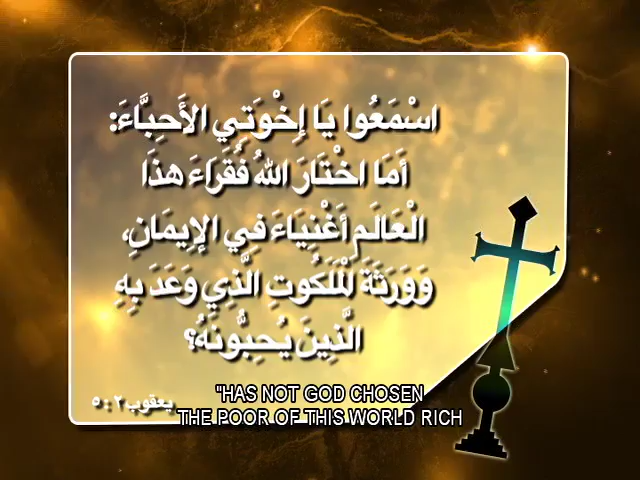 اسْمَعُوا يَا إِخْوَتِي الأَحِبَّاءَ:
أَمَا اخْتَارَ اللهُ فُقَرَاءَ هذَا
الْعَالَمِ أَغْنِيَاءَ فِي الإِيمَانِ،
وَوَرَثَةَ الْمَلَكُوتِ الَّذِي وَعَدَ بِهِ
الَّذِينَ يُحِبُّونَهُ؟
يعقوب ٢ : ٥
"HAS NOT GOD CHOSEN
THE POOR OF THIS WORLD RICH